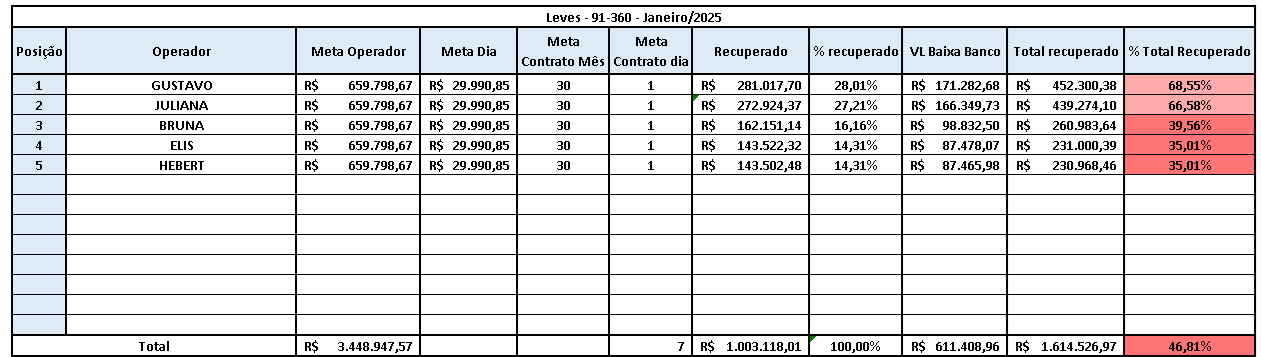 Leves - 91-360 - Janeiro/2025
Posição Operador Meta Operador Meta Dia Meta Contrato Mês Meta Contrato dia Recuperado % recuperado VL Baixa Banco Total recuperado % Total Recuperado
1 GUSTAVO R$ 659.798,67 R$ 29.990,85 30 1 R$ 281.017,70 28,01% R$ 171.282,68 R$ 452.300,38 68,55%
2 JULIANA R$ 659.798,67 R$ 29.990,85 30 1 R$ 272.924,37 27,21% R$ 166.349,73 R$ 439.274,10 66,58%
3 BRUNA R$ 659.798,67 R$ 29.990,85 30 1 R$ 162.151,14 16,16% R$ 98.832,50 R$ 260.983,64 39,56%
4 ELIS R$ 659.798,67 R$ 29.990,85 30 1 R$ 143.522,32 14,31% R$ 87.478,07 R$ 231.000,39 35,01%
5 HEBERT R$ 659.798,67 R$ 29.990,85 30 1 R$ 143.502,48 14,31% R$ 87.465,98 R$ 230.968,46 35,01%
Total R$ 3.448.947,57 7 R$ 1.003.118,01 100,00% R$ 611.408,96 R$ 1.614.526,97 46,81%